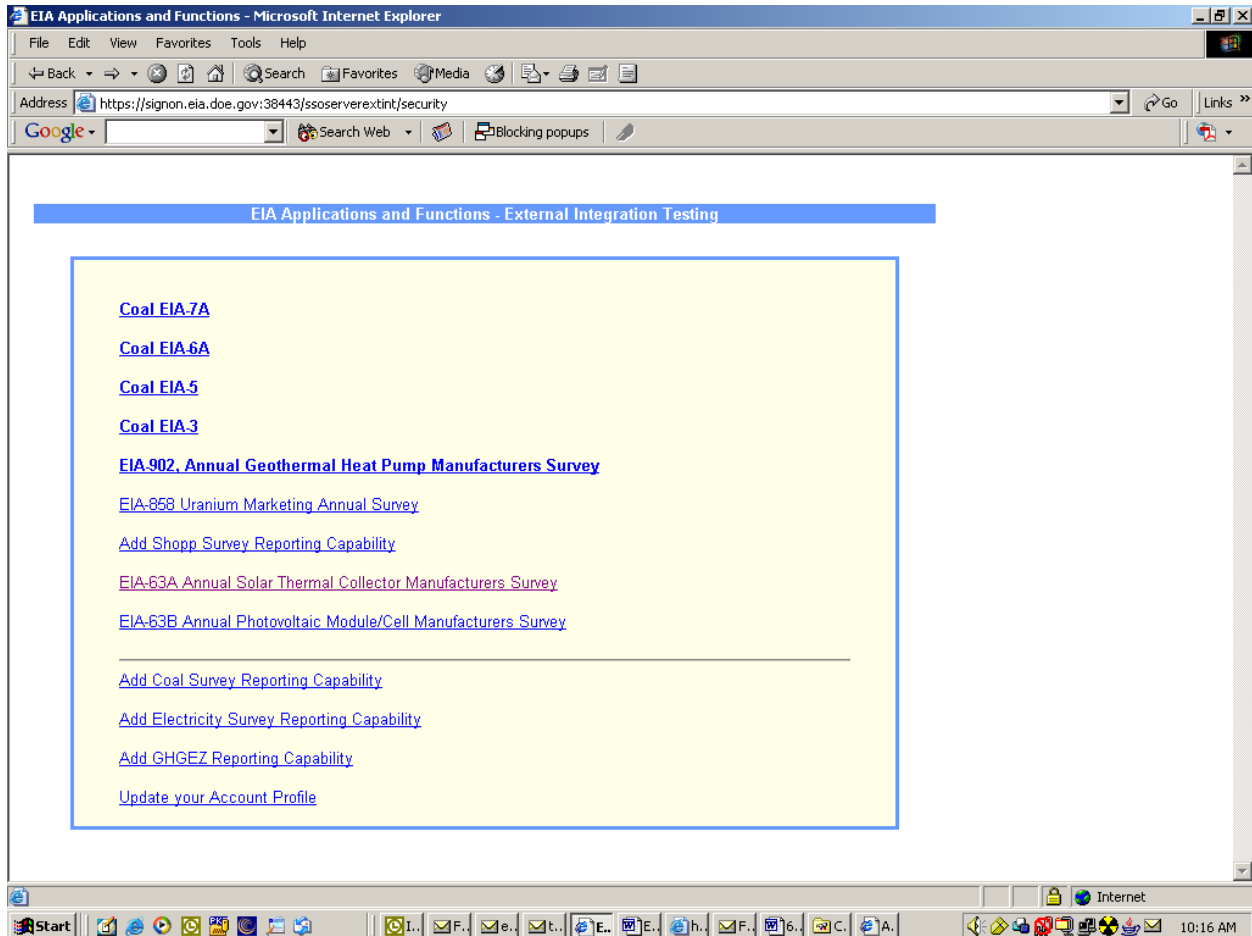 EIA Applications and Functions - Microsoft Internet Explorer
File Edit View Favorites Tools Help
Back Search Favorites Media
Address https://signon.eia.doe.gov:38443/ssoserverextint/security Go Links »
Google Search Web Blocking popups
EIA Applications and Functions - External Integration Testing
Coal EIA-7A
Coal EIA-6A
Coal EIA-5
Coal EIA-3
EIA-902, Annual Geothermal Heat Pump Manufacturers Survey
EIA-858 Uranium Marketing Annual Survey
Add Shopp Survey Reporting Capability
EIA-63A Annual Solar Thermal Collector Manufacturers Survey
EIA-63B Annual Photovoltaic Module/Cell Manufacturers Survey
Add Coal Survey Reporting Capability
Add Electricity Survey Reporting Capability
Add GHGEZ Reporting Capability
Update your Account Profile
Internet
Start I... F... e... t... E... E... h... F... 6... C... A... 10:16 AM